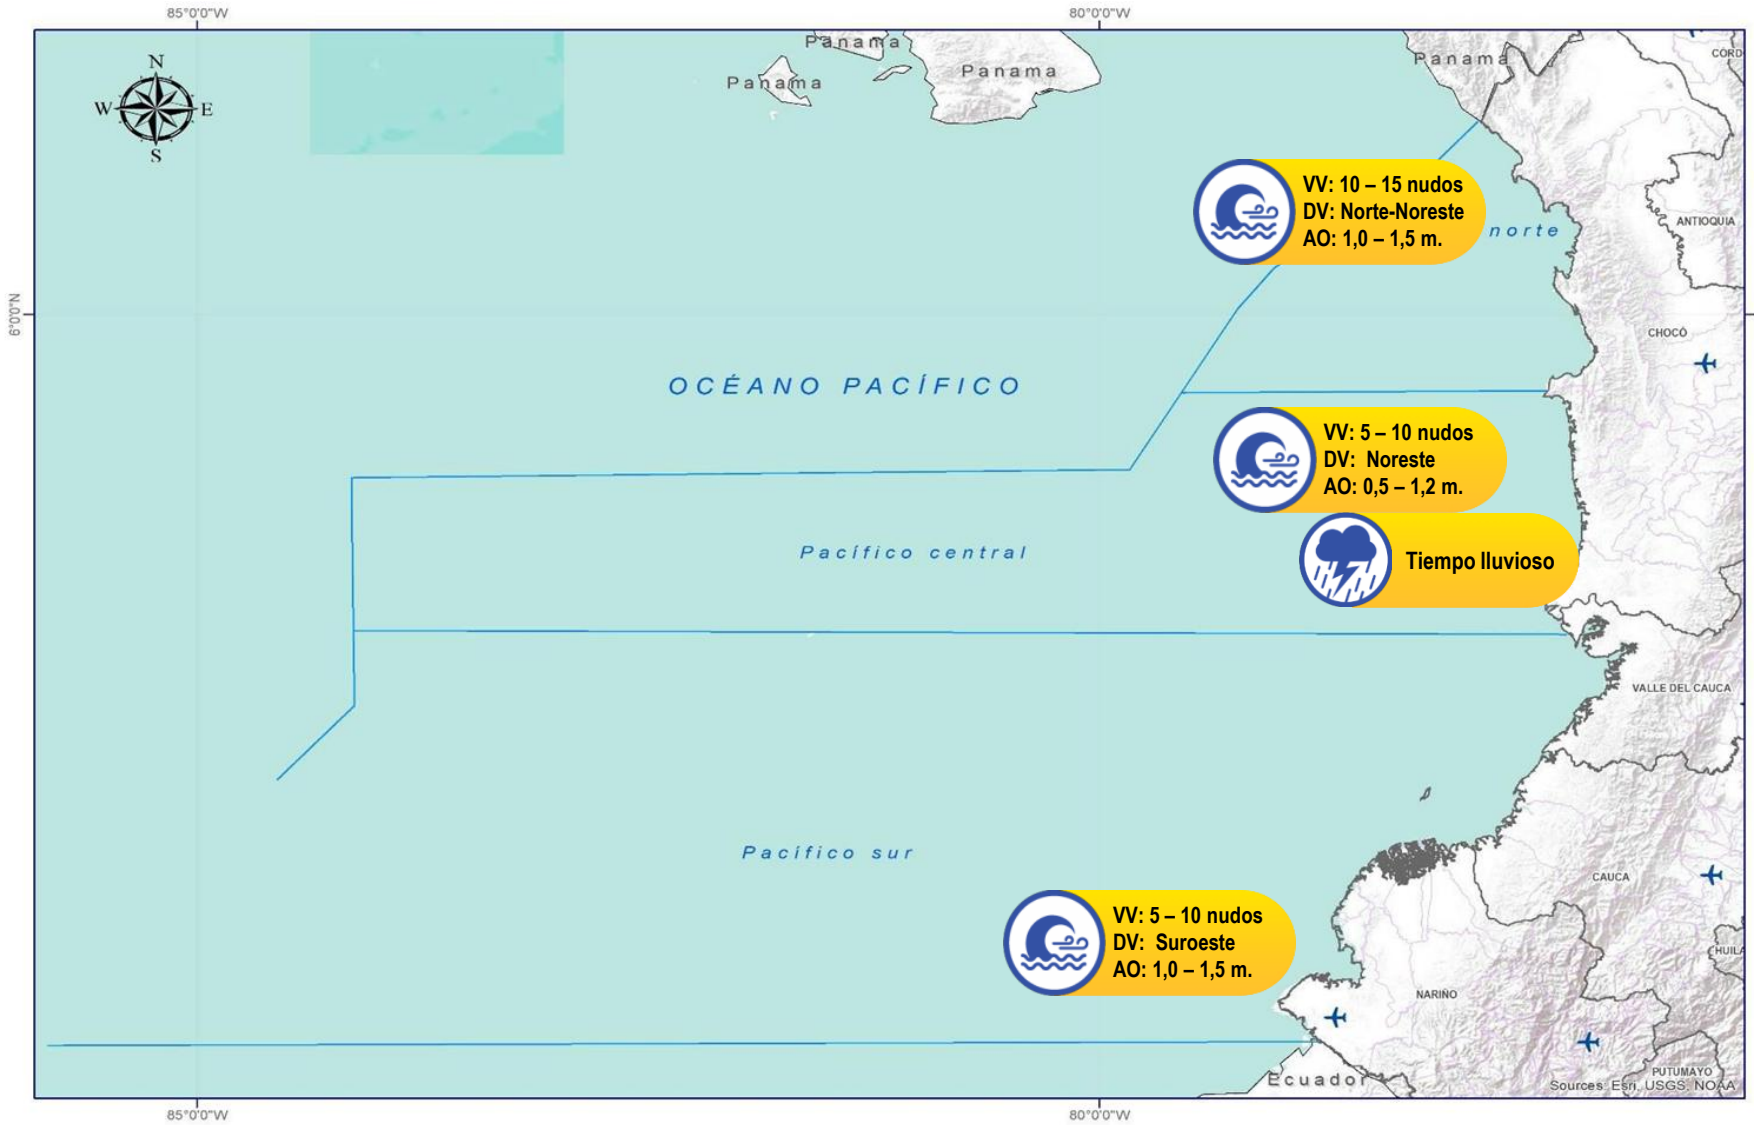 85°0'0"W
80°0'0"W
N
W
E
S
Panama
Panama
Panama
Panama
CORD
VV: 10 – 15 nudos
DV: Norte-Noreste
AO: 1,0 – 1,5 m.
norte
ANTIOQUIA
6°0'0"N
CHOCÓ
OCÉANO PACÍFICO
VV: 5 – 10 nudos
DV: Noreste
AO: 0,5 – 1,2 m.
Pacífico central
Tiempo lluvioso
VALLE DEL CAUCA
Pacífico sur
CAUCA
VV: 5 – 10 nudos
DV: Suroeste
AO: 1,0 – 1,5 m.
HUILA
NARIÑO
PUTUMAYO
Ecuador
Sources: Esri, USGS, NOAA
85°0'0"W
80°0'0"W